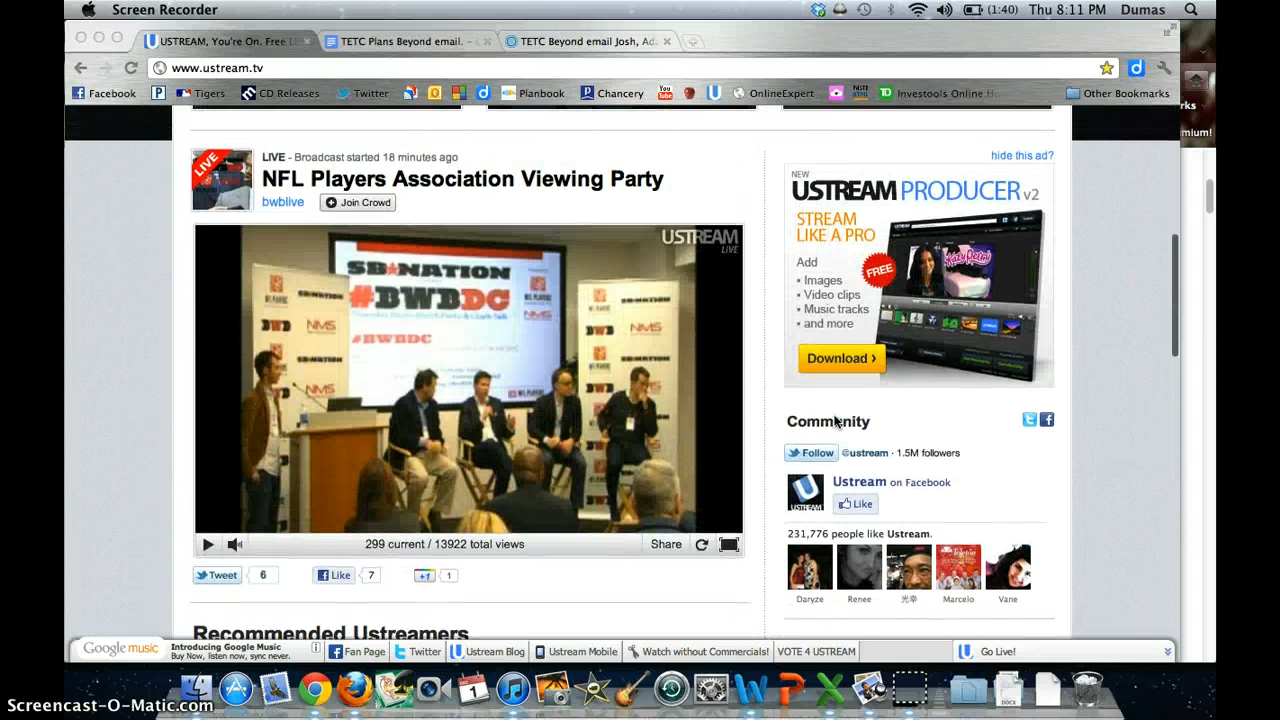 Screen Recorder
(1:40) Thu 8:11 PM Dumas
USTREAM, You're On. Free
TETC Plans Beyond email. –
TETC Beyond email Josh, Ad
www.ustream.tv
Facebook
Tigers
CD Releases
Twitter
Planbook
Chancery
You Tube
OnlineExpert
Investools Online
Other Bookmarks
LIVE
LIVE - Broadcast started 18 minutes ago
NFL Players Association Viewing Party
bwblive
Join Crowd
hide this ad?
NEW
USTREAM PRODUCER v2
STREAM
LIKE A PRO
Add
▪ Images
▪ Video clips
▪ Music tracks
▪ and more
FREE
Download ›
USTREAM
LIVE
SB★NATION
#BWBDC
#BWBDC
299 current / 13922 total views
Share
Tweet 6
Like 7
+1 1
Community
Follow @ustream · 1.5M followers
Ustream on Facebook
Like
231,776 people like Ustream.
Daryze Renee 光幸 Marcelo Vane
Recommended Ustreamers
Google music
Introducing Google Music
Buy Now, listen now, sync never.
Fan Page
Twitter
Ustream Blog
Ustream Mobile
Watch without Commercials!
VOTE 4 USTREAM
Go Live!
Screencast-O-Matic.com